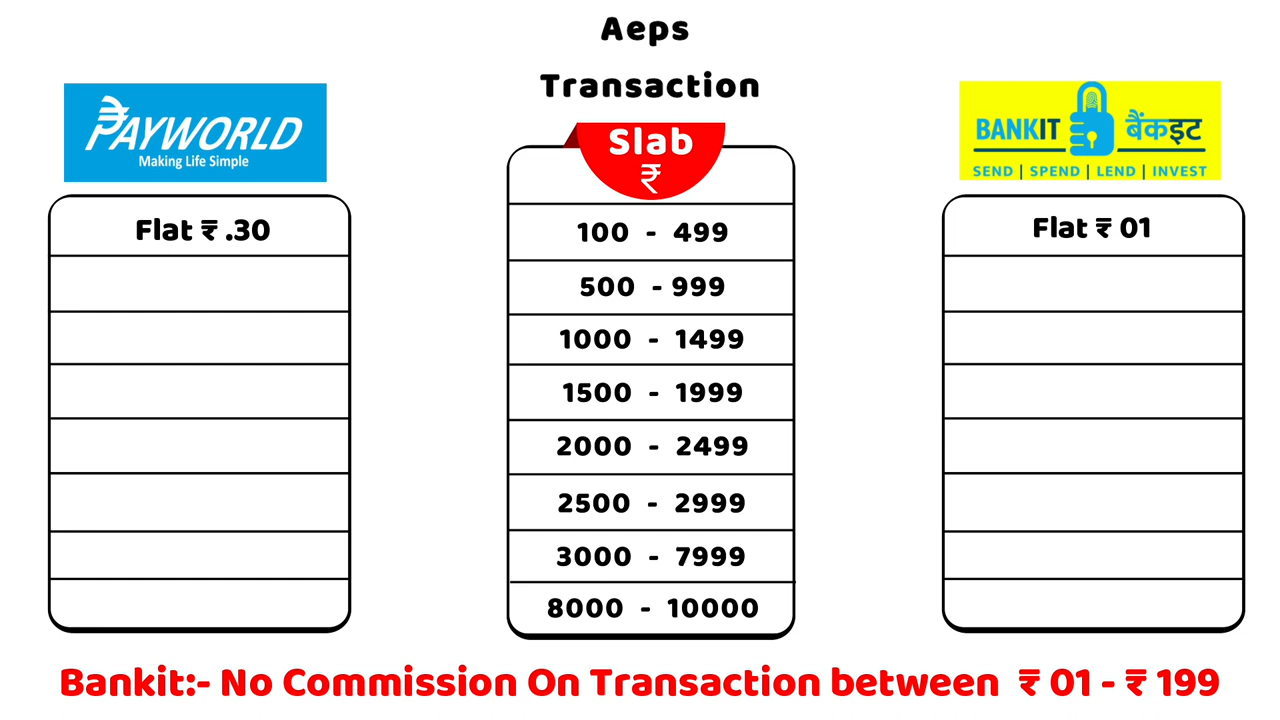 Aeps
Transaction
Slab
₹
PAYWORLD
Making Life Simple
BANKIT बैंकइट
SEND | SPEND | LEND | INVEST
Flat ₹ .30
100 - 499
Flat ₹ 01
500 - 999
1000 - 1499
1500 - 1999
2000 - 2499
2500 - 2999
3000 - 7999
8000 - 10000
Bankit:- No Commission On Transaction between ₹ 01 - ₹ 199